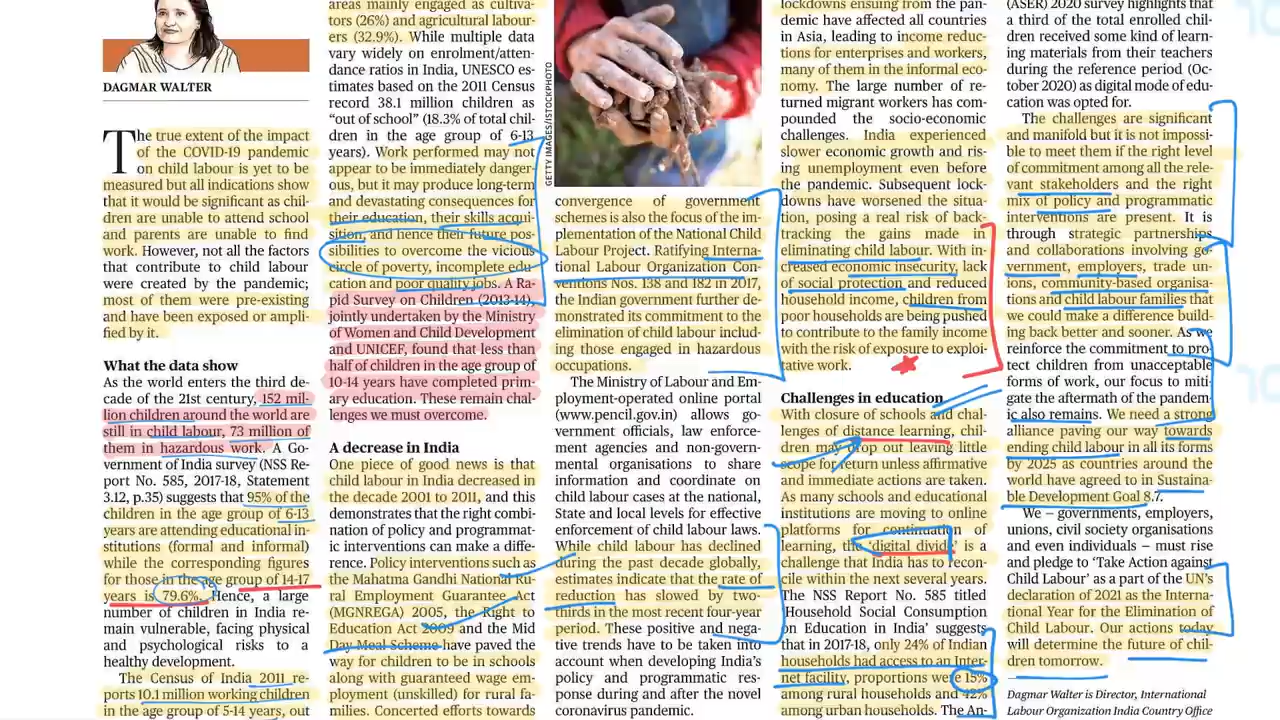 DAGMAR WALTER
The true extent of the impact
of the COVID-19 pandemic
on child labour is yet to be
measured but all indications show
that it would be significant as chil-
dren are unable to attend school
and parents are unable to find
work. However, not all the factors
that contribute to child labour
were created by the pandemic;
most of them were pre-existing
and have been exposed or ampli-
fied by it.
What the data show
As the world enters the third de-
cade of the 21st century, 152 mil-
lion children around the world are
still in child labour, 73 million of
them in hazardous work. A Go-
vernment of India survey (NSS Re-
port No. 585, 2017-18, Statement
3.12, p.35) suggests that 95% of the
children in the age group of 6-13
years are attending educational in-
stitutions (formal and informal)
while the corresponding figures
for those in the age group of 14-17
years is 79.6%. Hence, a large
number of children in India re-
main vulnerable, facing physical
and psychological risks to a
healthy development.
The Census of India 2011 re-
ports 10.1 million working children
in the age group of 5-14 years, out
areas mainly engaged as cultiva-
tors (26%) and agricultural labour-
ers (32.9%). While multiple data
vary widely on enrolment/atten-
dance ratios in India, UNESCO es-
timates based on the 2011 Census
record 38.1 million children as
“out of school” (18.3% of total chil-
dren in the age group of 6-13
years). Work performed may not
appear to be immediately danger-
ous, but it may produce long-term
and devastating consequences for
their education, their skills acqui-
sition, and hence their future pos-
sibilities to overcome the vicious
circle of poverty, incomplete edu
cation and poor quality jobs. A Ra-
pid Survey on Children (2013-14),
jointly undertaken by the Ministry
of Women and Child Development
and UNICEF, found that less than
half of children in the age group of
10-14 years have completed prim-
ary education. These remain chal-
lenges we must overcome.
A decrease in India
One piece of good news is that
child labour in India decreased in
the decade 2001 to 2011, and this
demonstrates that the right combi-
nation of policy and programmat-
ic interventions can make a diffe-
rence. Policy interventions such as
the Mahatma Gandhi National Ru-
ral Employment Guarantee Act
(MGNREGA) 2005, the Right to
Education Act 2009 and the Mid
Day Meal Scheme have paved the
way for children to be in schools
along with guaranteed wage em-
ployment (unskilled) for rural fa-
milies. Concerted efforts towards
GETTY IMAGES/ISTOCKPHOTO
convergence of government
schemes is also the focus of the im-
plementation of the National Child
Labour Project. Ratifying Interna-
tional Labour Organization Con-
ventions Nos. 138 and 182 in 2017,
the Indian government further de-
monstrated its commitment to the
elimination of child labour includ-
ing those engaged in hazardous
occupations.
The Ministry of Labour and Em-
ployment-operated online portal
(www.pencil.gov.in) allows go-
vernment officials, law enforce-
ment agencies and non-govern-
mental organisations to share
information and coordinate on
child labour cases at the national,
State and local levels for effective
enforcement of child labour laws.
While child labour has declined
during the past decade globally,
estimates indicate that the rate of
reduction has slowed by two-
thirds in the most recent four-year
period. These positive and nega-
tive trends have to be taken into
account when developing India’s
policy and programmatic res-
ponse during and after the novel
coronavirus pandemic.
lockdowns ensuing from the pan-
demic have affected all countries
in Asia, leading to income reduc-
tions for enterprises and workers,
many of them in the informal eco-
nomy. The large number of re-
turned migrant workers has com-
pounded the socio-economic
challenges. India experienced
slower economic growth and ris-
ing unemployment even before
the pandemic. Subsequent lock-
downs have worsened the situa-
tion, posing a real risk of back-
tracking the gains made in
eliminating child labour. With in-
creased economic insecurity, lack
of social protection and reduced
household income, children from
poor households are being pushed
to contribute to the family income
with the risk of exposure to exploi-
tative work.
Challenges in education
With closure of schools and chal-
lenges of distance learning, chil-
dren may drop out leaving little
scope for return unless affirmative
and immediate actions are taken.
As many schools and educational
institutions are moving to online
platforms for continuation of
learning, the ‘digital divide’ is a
challenge that India has to recon-
cile within the next several years.
The NSS Report No. 585 titled
‘Household Social Consumption
on Education in India’ suggests
that in 2017-18, only 24% of Indian
households had access to an Inter-
net facility, proportions were 15%
among rural households and 42%
among urban households. The An-
(ASER) 2020 survey highlights that
a third of the total enrolled chil-
dren received some kind of learn-
ing materials from their teachers
during the reference period (Oc-
tober 2020) as digital mode of edu-
cation was opted for.
The challenges are significant
and manifold but it is not impossi-
ble to meet them if the right level
of commitment among all the rele-
vant stakeholders and the right
mix of policy and programmatic
interventions are present. It is
through strategic partnerships
and collaborations involving go-
vernment, employers, trade un-
ions, community-based organisa-
tions and child labour families that
we could make a difference build-
ing back better and sooner. As we
reinforce the commitment to pro-
tect children from unacceptable
forms of work, our focus to miti-
gate the aftermath of the pandem-
ic also remains. We need a strong
alliance paving our way towards
ending child labour in all its forms
by 2025 as countries around the
world have agreed to in Sustaina-
ble Development Goal 8.7.
We – governments, employers,
unions, civil society organisations
and even individuals – must rise
and pledge to ‘Take Action against
Child Labour’ as a part of the UN’s
declaration of 2021 as the Interna-
tional Year for the Elimination of
Child Labour. Our actions today
will determine the future of chil-
dren tomorrow.
Dagmar Walter is Director, International
Labour Organization India Country Office